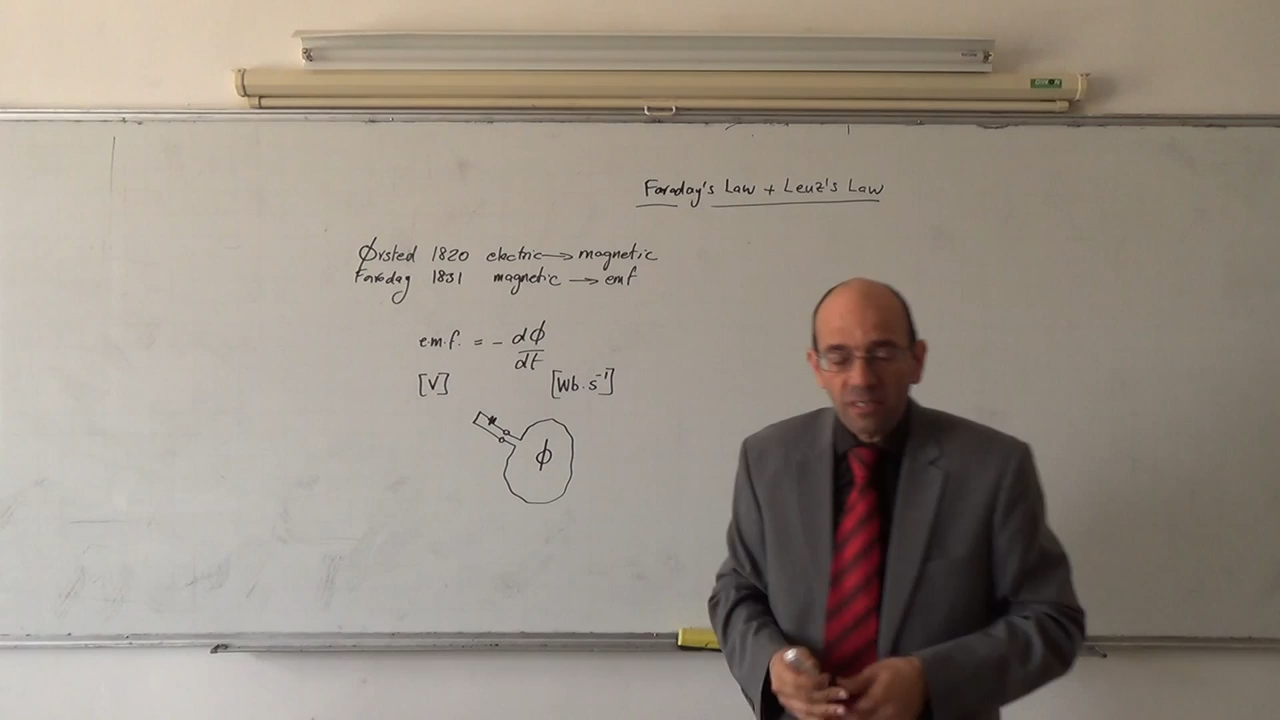 Faraday's Law + Lenz's Law
Ørsted 1820 electric → magnetic
Faraday 1831 magnetic → emf
e.m.f. = - dϕ/dt
[V] [Wb.s⁻¹]
ϕ